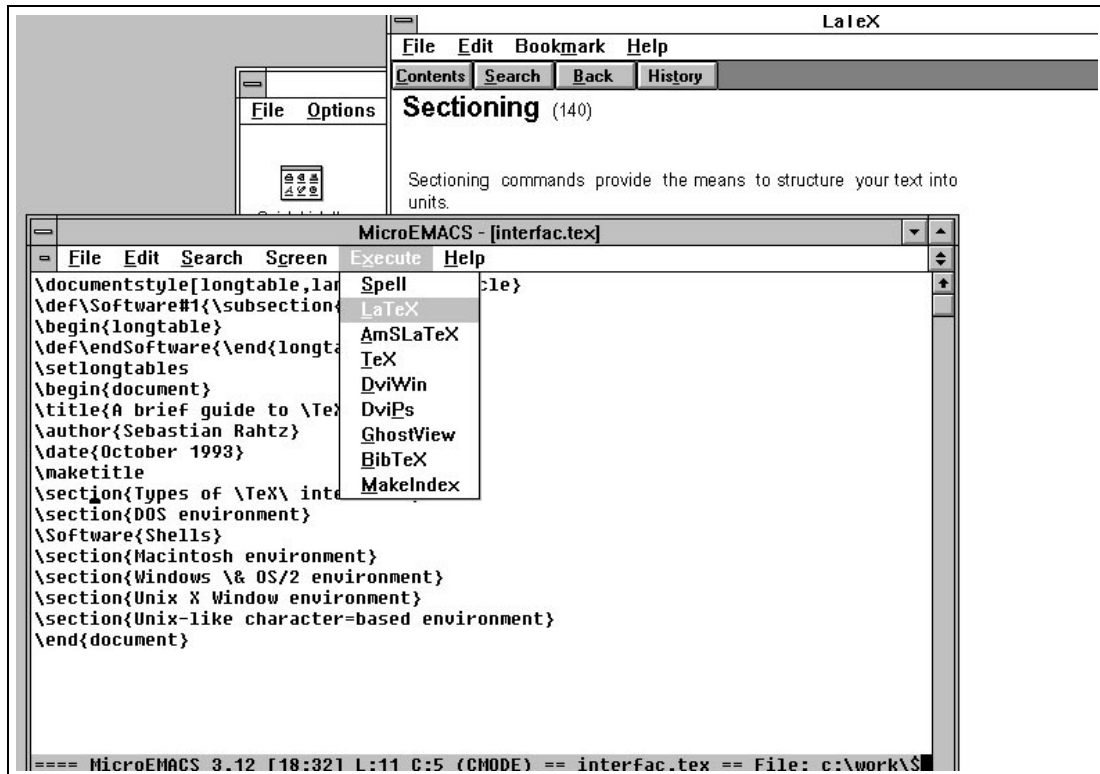 LaTeX
File Edit Bookmark Help
Contents Search Back History
File Options
Sectioning (140)
Sectioning commands provide the means to structure your text into
units.
MicroEMACS - [interfac.tex]
File Edit Search Screen Execute Help
\documentstyle[longtable,
\def\Software#1{\subsection{
\begin{longtable}
\def\endSoftware{\end{longta
\setlongtables
\begin{document}
\title{A brief guide to \TeX
\author{Sebastian Rahtz}
\date{October 1993}
\maketitle
\section{Types of \TeX\ inte
\section{DOS environment}
\Software{Shells}
\section{Macintosh environment}
\section{Windows \& OS/2 environment}
\section{Unix X Window environment}
\section{Unix-like character=based environment}
\end{document}
Spell
LaTeX
AmSLaTeX
TeX
DviWin
DviPs
GhostView
BibTeX
MakeIndex
==== MicroEMACS 3.12 [18:32] L:11 C:5 (CMODE) == interfac.tex == File: c:\work\$